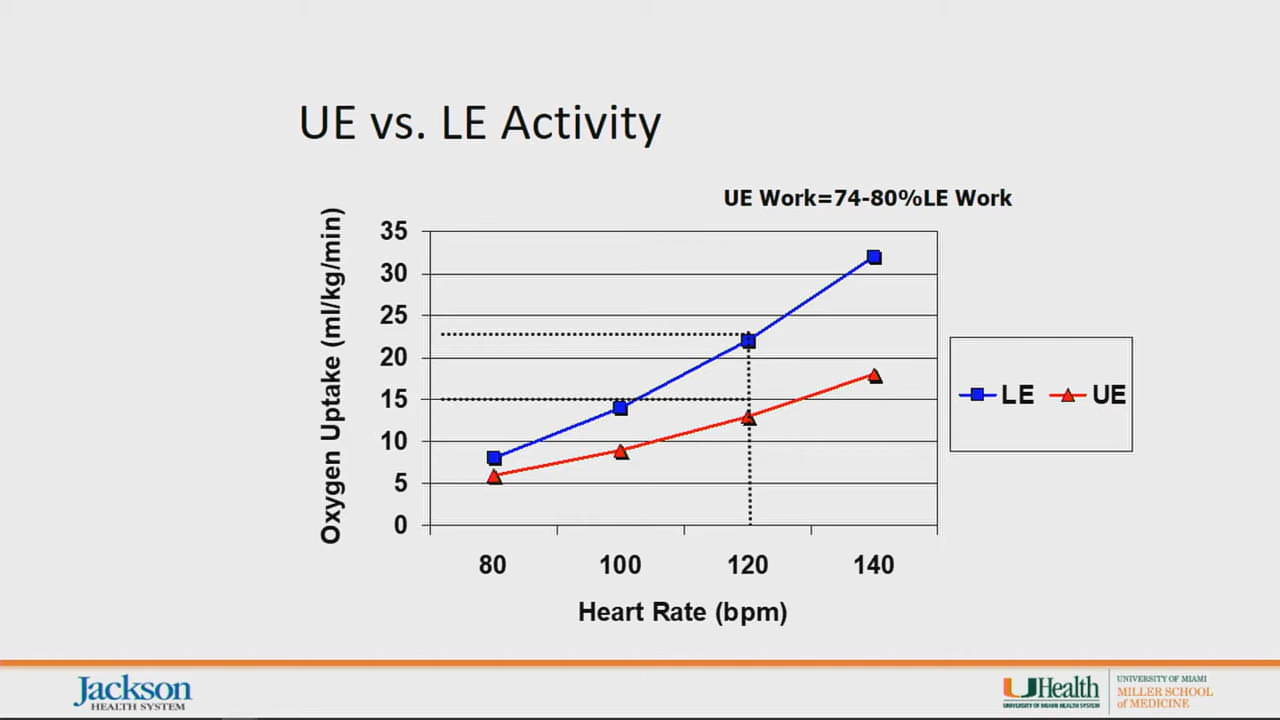 UE vs. LE Activity
UE Work=74-80%LE Work
Oxygen Uptake (ml/kg/min)
35
30
25
20
15
10
5
0
80 100 120 140
Heart Rate (bpm)
LE UE
Jackson
HEALTH SYSTEM
UHealth
UNIVERSITY OF MIAMI HEALTH SYSTEM
UNIVERSITY OF MIAMI
MILLER SCHOOL
of MEDICINE